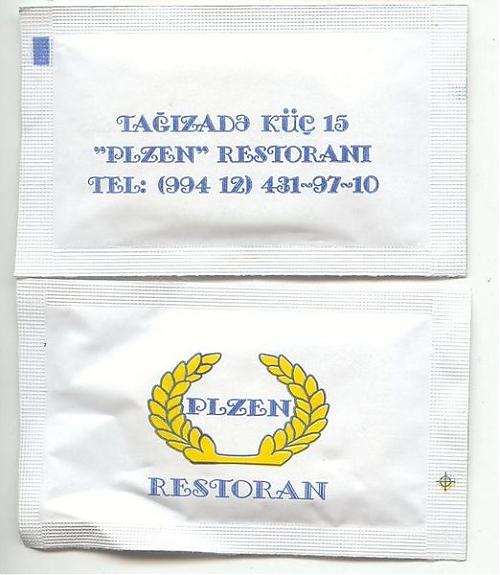 TAĞIZADƏ KÜÇ 15
"PLZEN" RESTORANI
TEL: (994 12) 431-97-10
PLZEN
RESTORAN